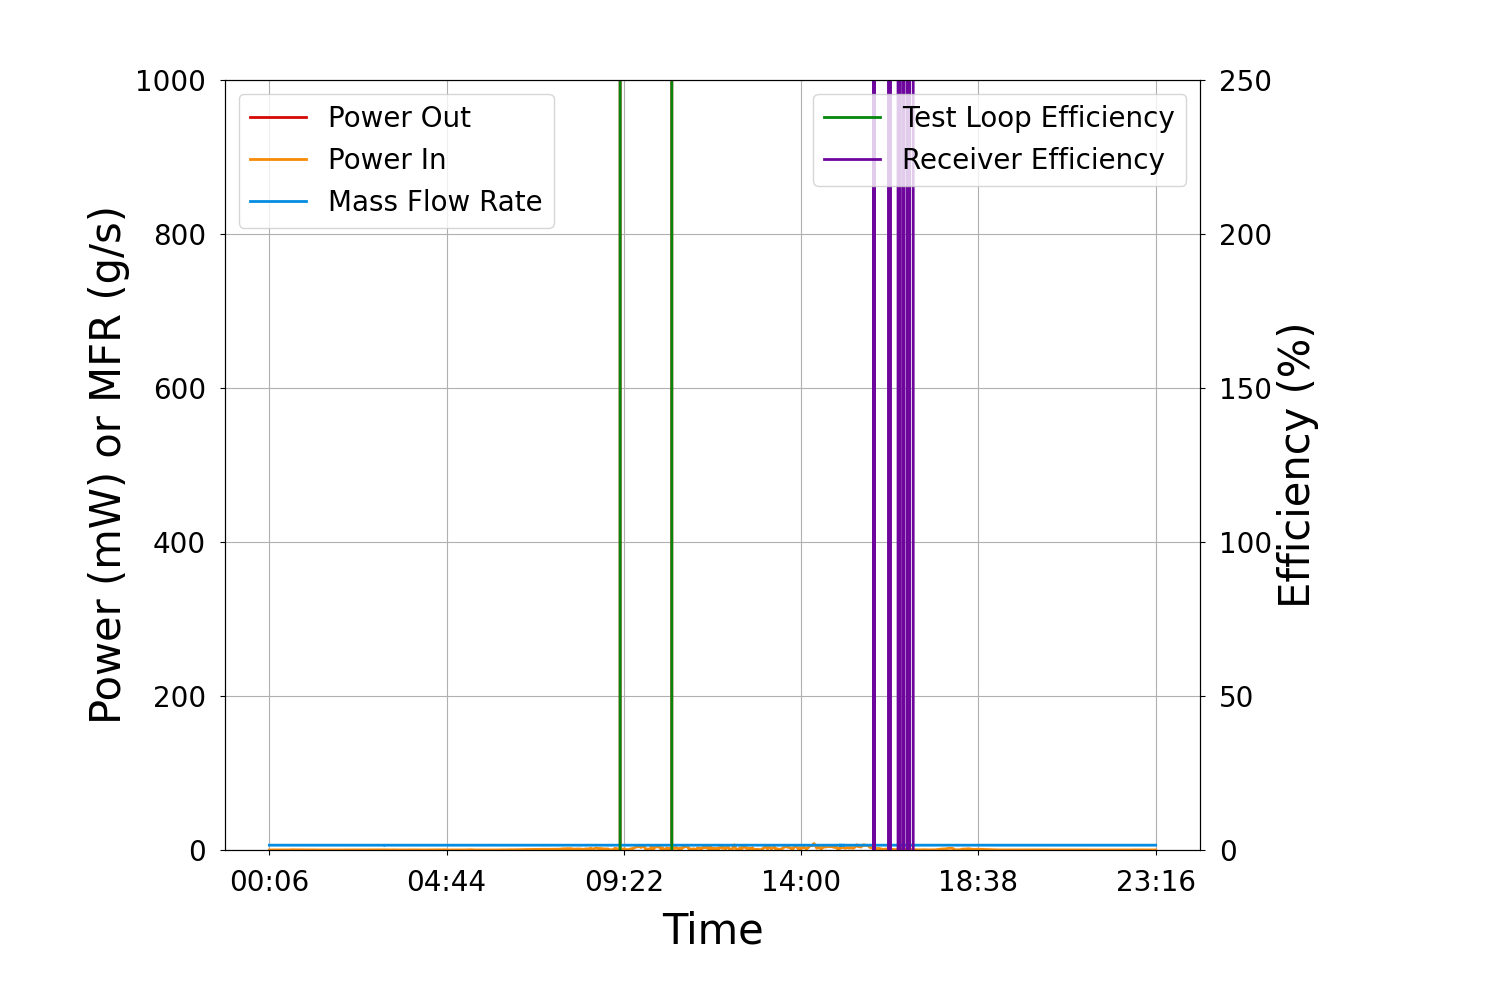 Power Out
Power In
Mass Flow Rate
Test Loop Efficiency
Receiver Efficiency
1000
800
600
400
200
0
Power (mW) or MFR (g/s)
250
200
150
100
50
0
Efficiency (%)
00:06 04:44 09:22 14:00 18:38 23:16
Time